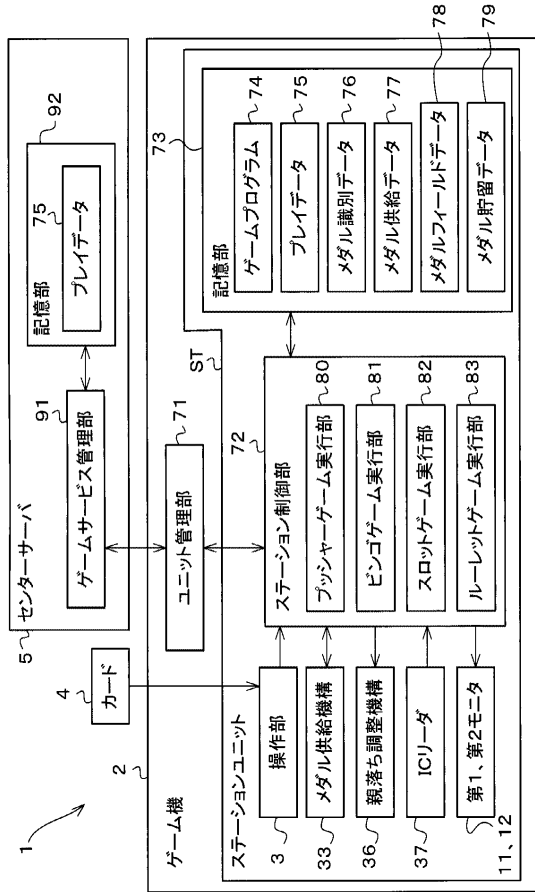 1
5
センターサーバ
91
ゲームサービス管理部
92
記憶部
75
プレイデータ
4
カード
2
ゲーム機
71
ユニット管理部
ST
ステーションユニット
3
操作部
33
メダル供給機構
36
親落ち調整機構
37
ICリーダ
11、12
第1、第2モニタ
72
ステーション制御部
プッシャーゲーム実行部
80
ビンゴゲーム実行部
81
スロットゲーム実行部
82
ルーレットゲーム実行部
83
73
記憶部
ゲームプログラム
74
プレイデータ
75
メダル識別データ
76
メダル供給データ
77
メダルフィールドデータ
78
メダル貯留データ
79